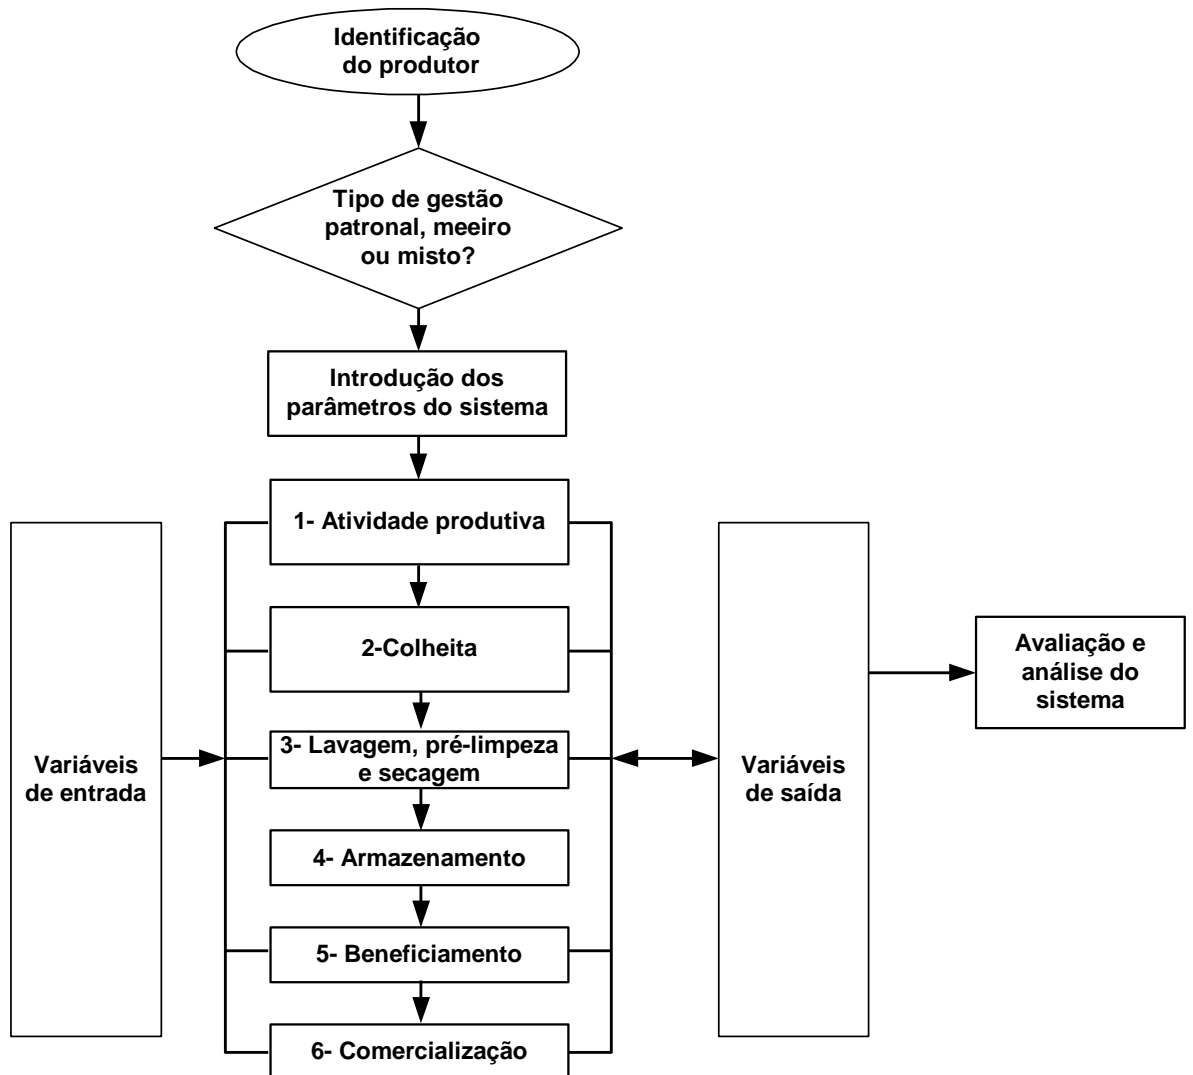 Identificação
do produtor
Tipo de gestão
patronal, meeiro
ou misto?
Introdução dos
parâmetros do sistema
1- Atividade produtiva
2-Colheita
3- Lavagem, pré-limpeza
e secagem
4- Armazenamento
5- Beneficiamento
6- Comercialização
Variáveis
de entrada
Variáveis
de saída
Avaliação e
análise do
sistema